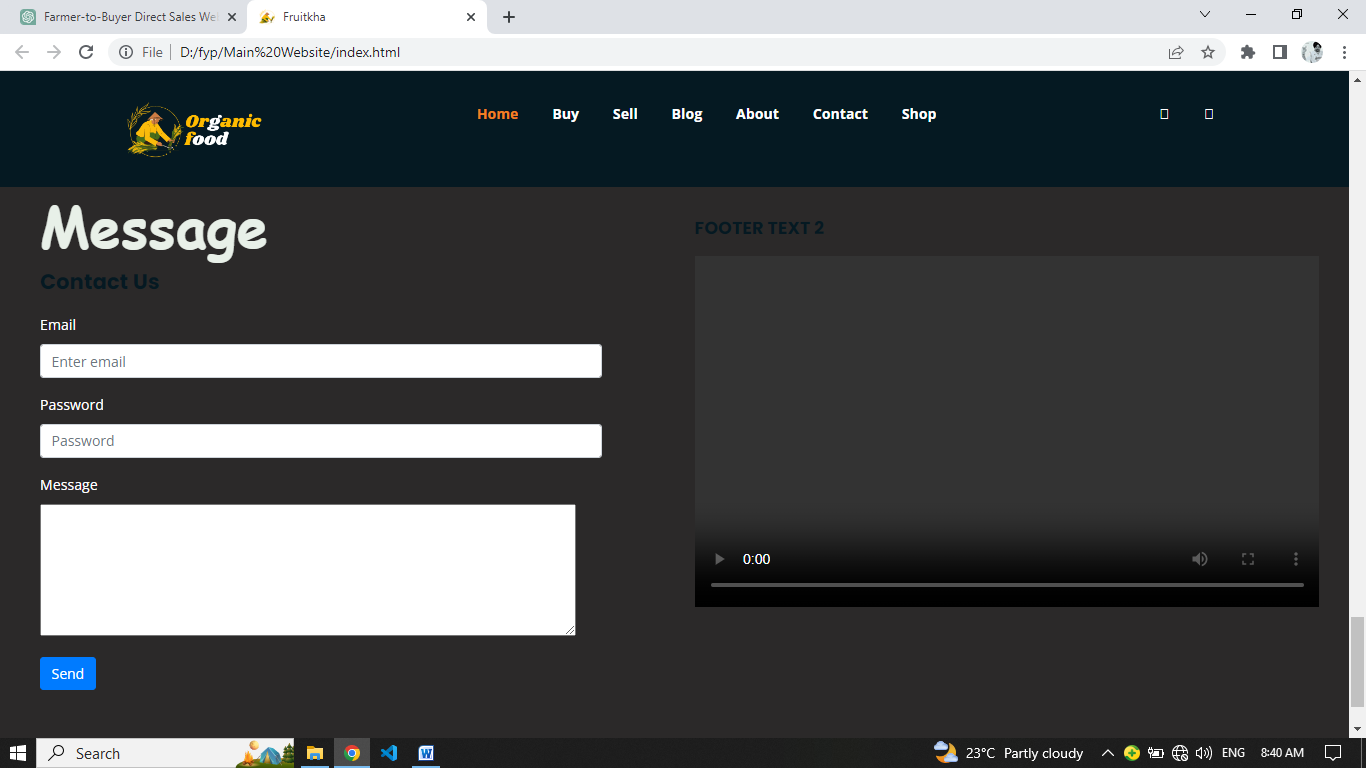 Farmer-to-Buyer Direct Sales We
Fruitkha
File D:/fyp/Main%20Website/index.html
Organic food
Home Buy Sell Blog About Contact Shop
Message
FOOTER TEXT 2
Contact Us
Email
Enter email
Password
Password
Message
0:00
Send
Search
23°C Partly cloudy
ENG
8:40 AM